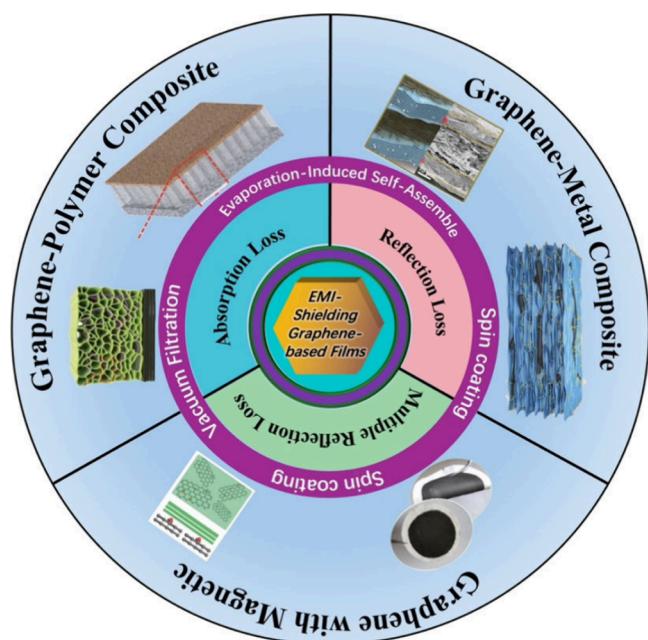 Graphene-Polymer Composite
Graphene-Metal Composite
Graphene with Magnetic
Evaporation-Induced Self-Assemble
Spin coating
Spin coating
Vacuum Filtration
Absorption Loss
Reflection Loss
Multiple Reflection Loss
EMI-
Shielding
Graphene-
based Films